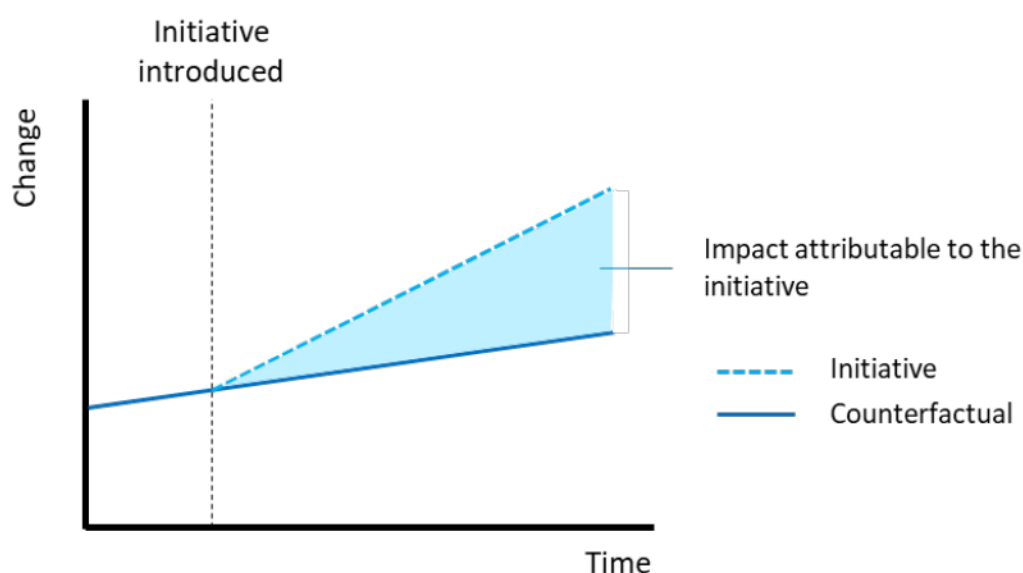 Initiative
introduced
Change
Impact attributable to the
initiative
Initiative
Counterfactual
Time